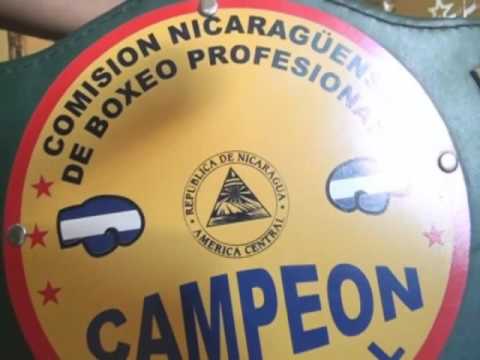 COMISION NICARAGÜENS
DE BOXEO PROFESIONA
REPUBLICA DE NICARAGUA
AMERICA CENTRAL
CAMPEON